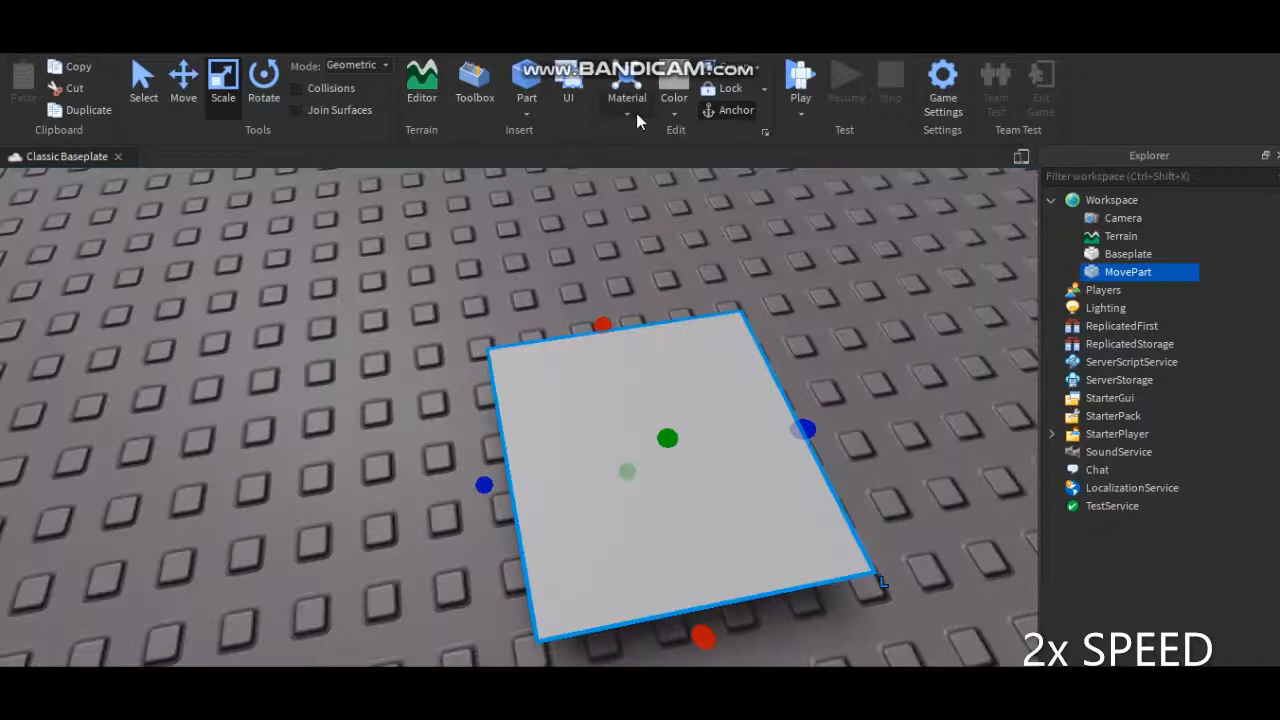 www.BANDICAM.com
Paste
Copy
Cut
Duplicate
Clipboard
Select
Move
Scale
Rotate
Mode: Geometric
Collisions
Join Surfaces
Tools
Editor
Terrain
Toolbox
Part
UI
Insert
Material
Color
Lock
Anchor
Edit
Play
Resume
Stop
Test
Game
Settings
Settings
Team
Test
Exit
Game
Team Test
Classic Baseplate
Explorer
Filter workspace (Ctrl+Shift+X)
Workspace
Camera
Terrain
Baseplate
MovePart
Players
Lighting
ReplicatedFirst
ReplicatedStorage
ServerScriptService
ServerStorage
StarterGui
StarterPack
StarterPlayer
SoundService
Chat
LocalizationService
TestService
L
2x SPEED